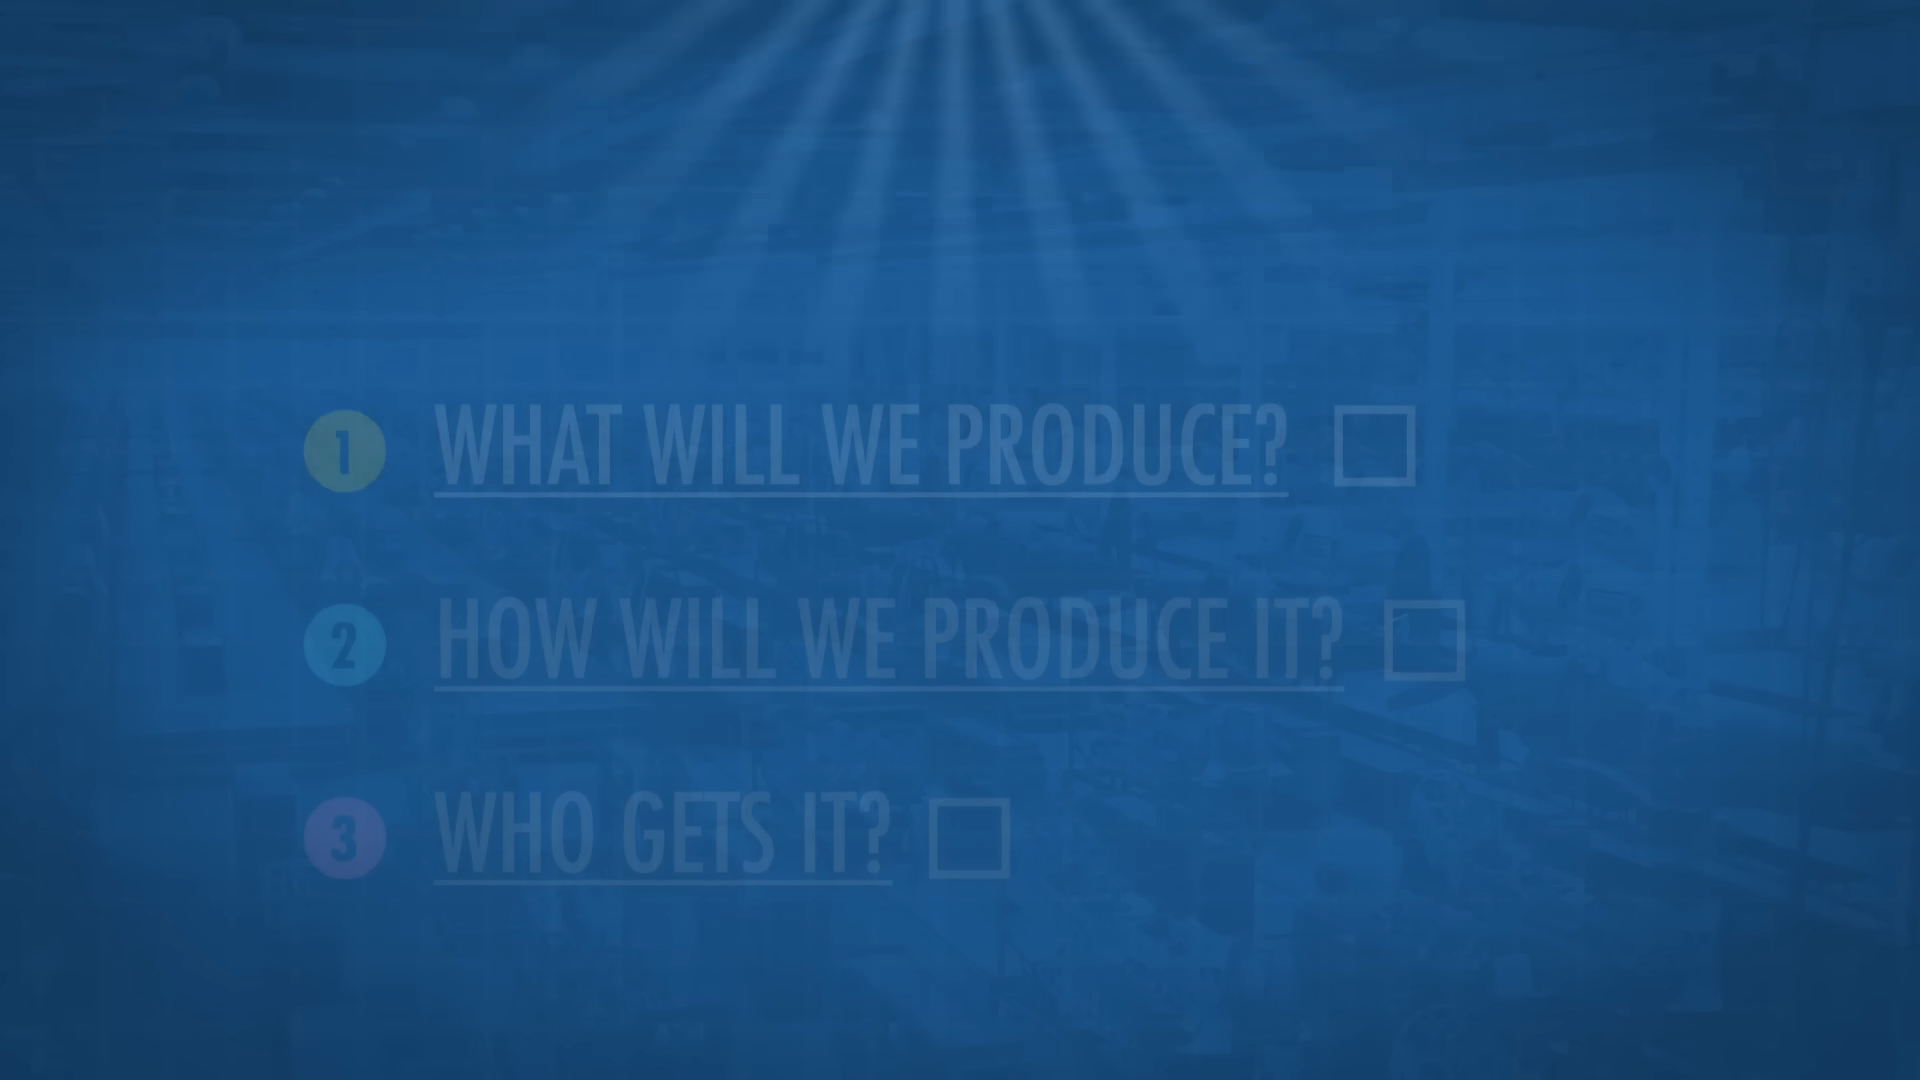 1 WHAT WILL WE PRODUCE?
2 HOW WILL WE PRODUCE IT?
3 WHO GETS IT?